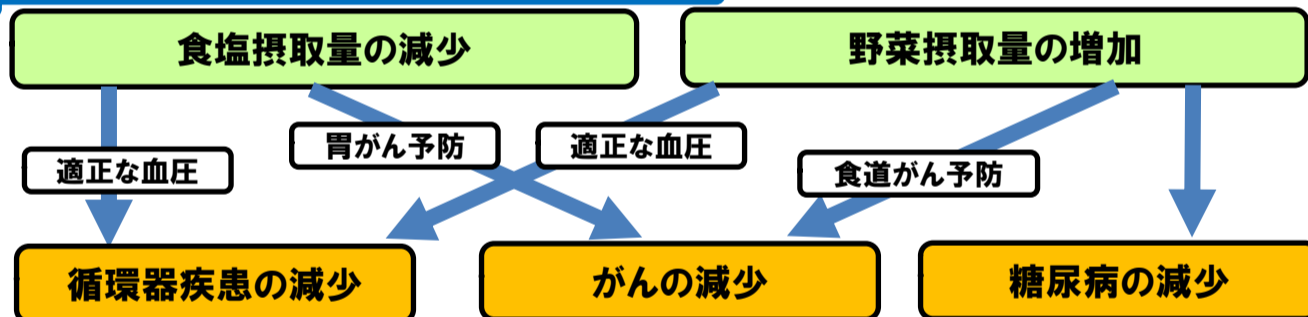 食塩摂取量の減少
野菜摂取量の増加
適正な血圧
胃がん予防
適正な血圧
食道がん予防
循環器疾患の減少
がんの減少
糖尿病の減少